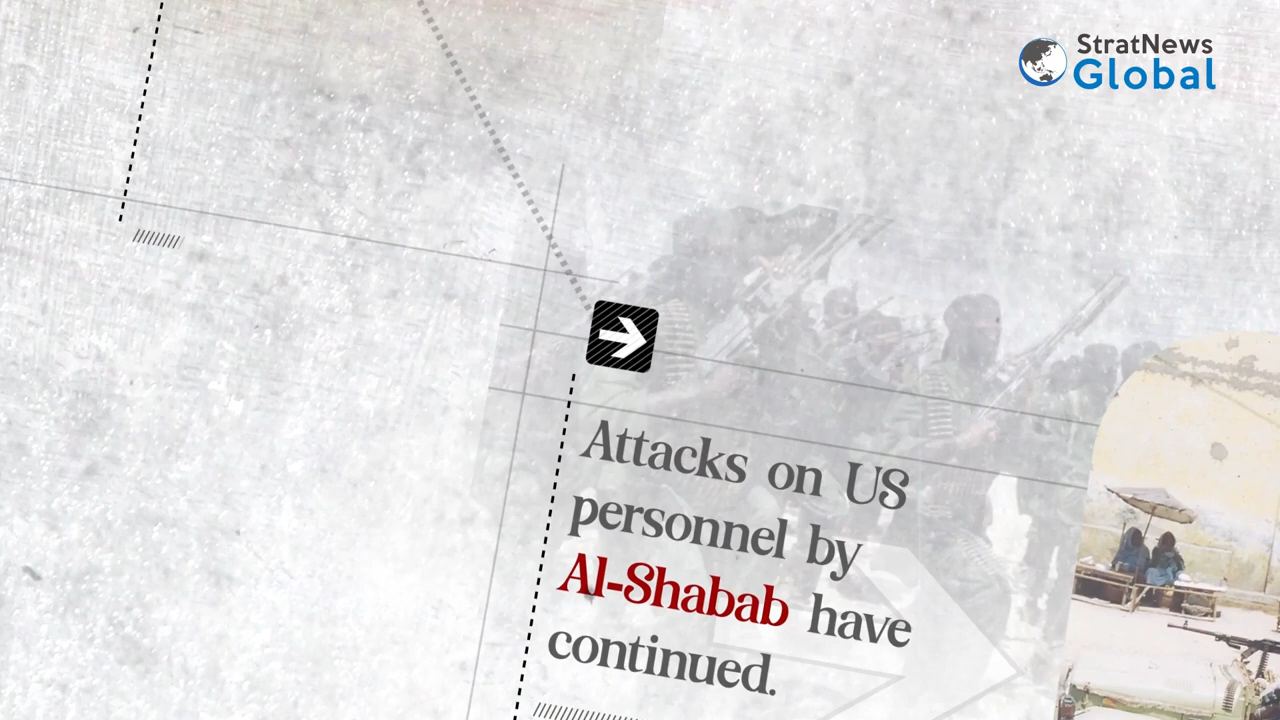 StratNews
Global
Attacks on US
personnel by
Al-Shabab have
continued.